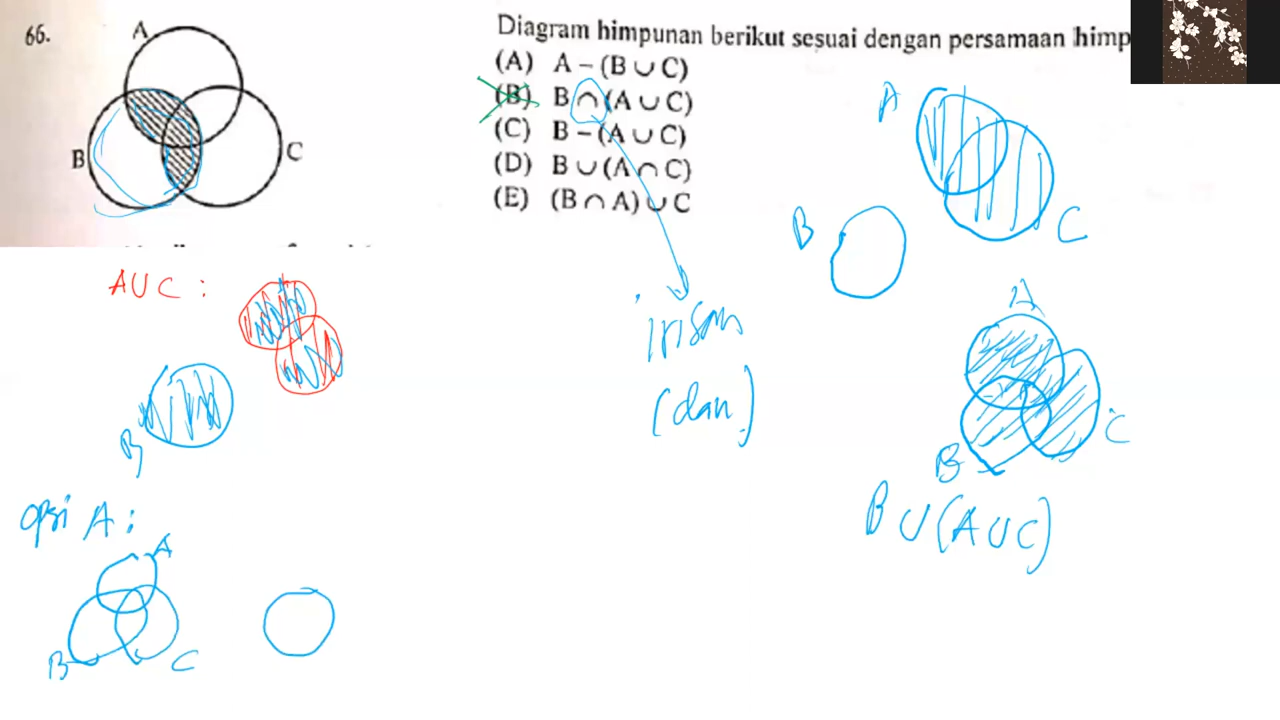 66.
A
B
C
Diagram himpunan berikut sesuai dengan persamaan himp
(A) A – (B ∪ C)
(B) B ∩ (A ∪ C)
(C) B – (A ∪ C)
(D) B ∪ (A ∩ C)
(E) (B ∩ A) ∪ C
A
B
C
A ∪ C :
B
irisan
(dan)
A
B
C
B ∪ (A ∪ C)
opsi A :
A
B
C